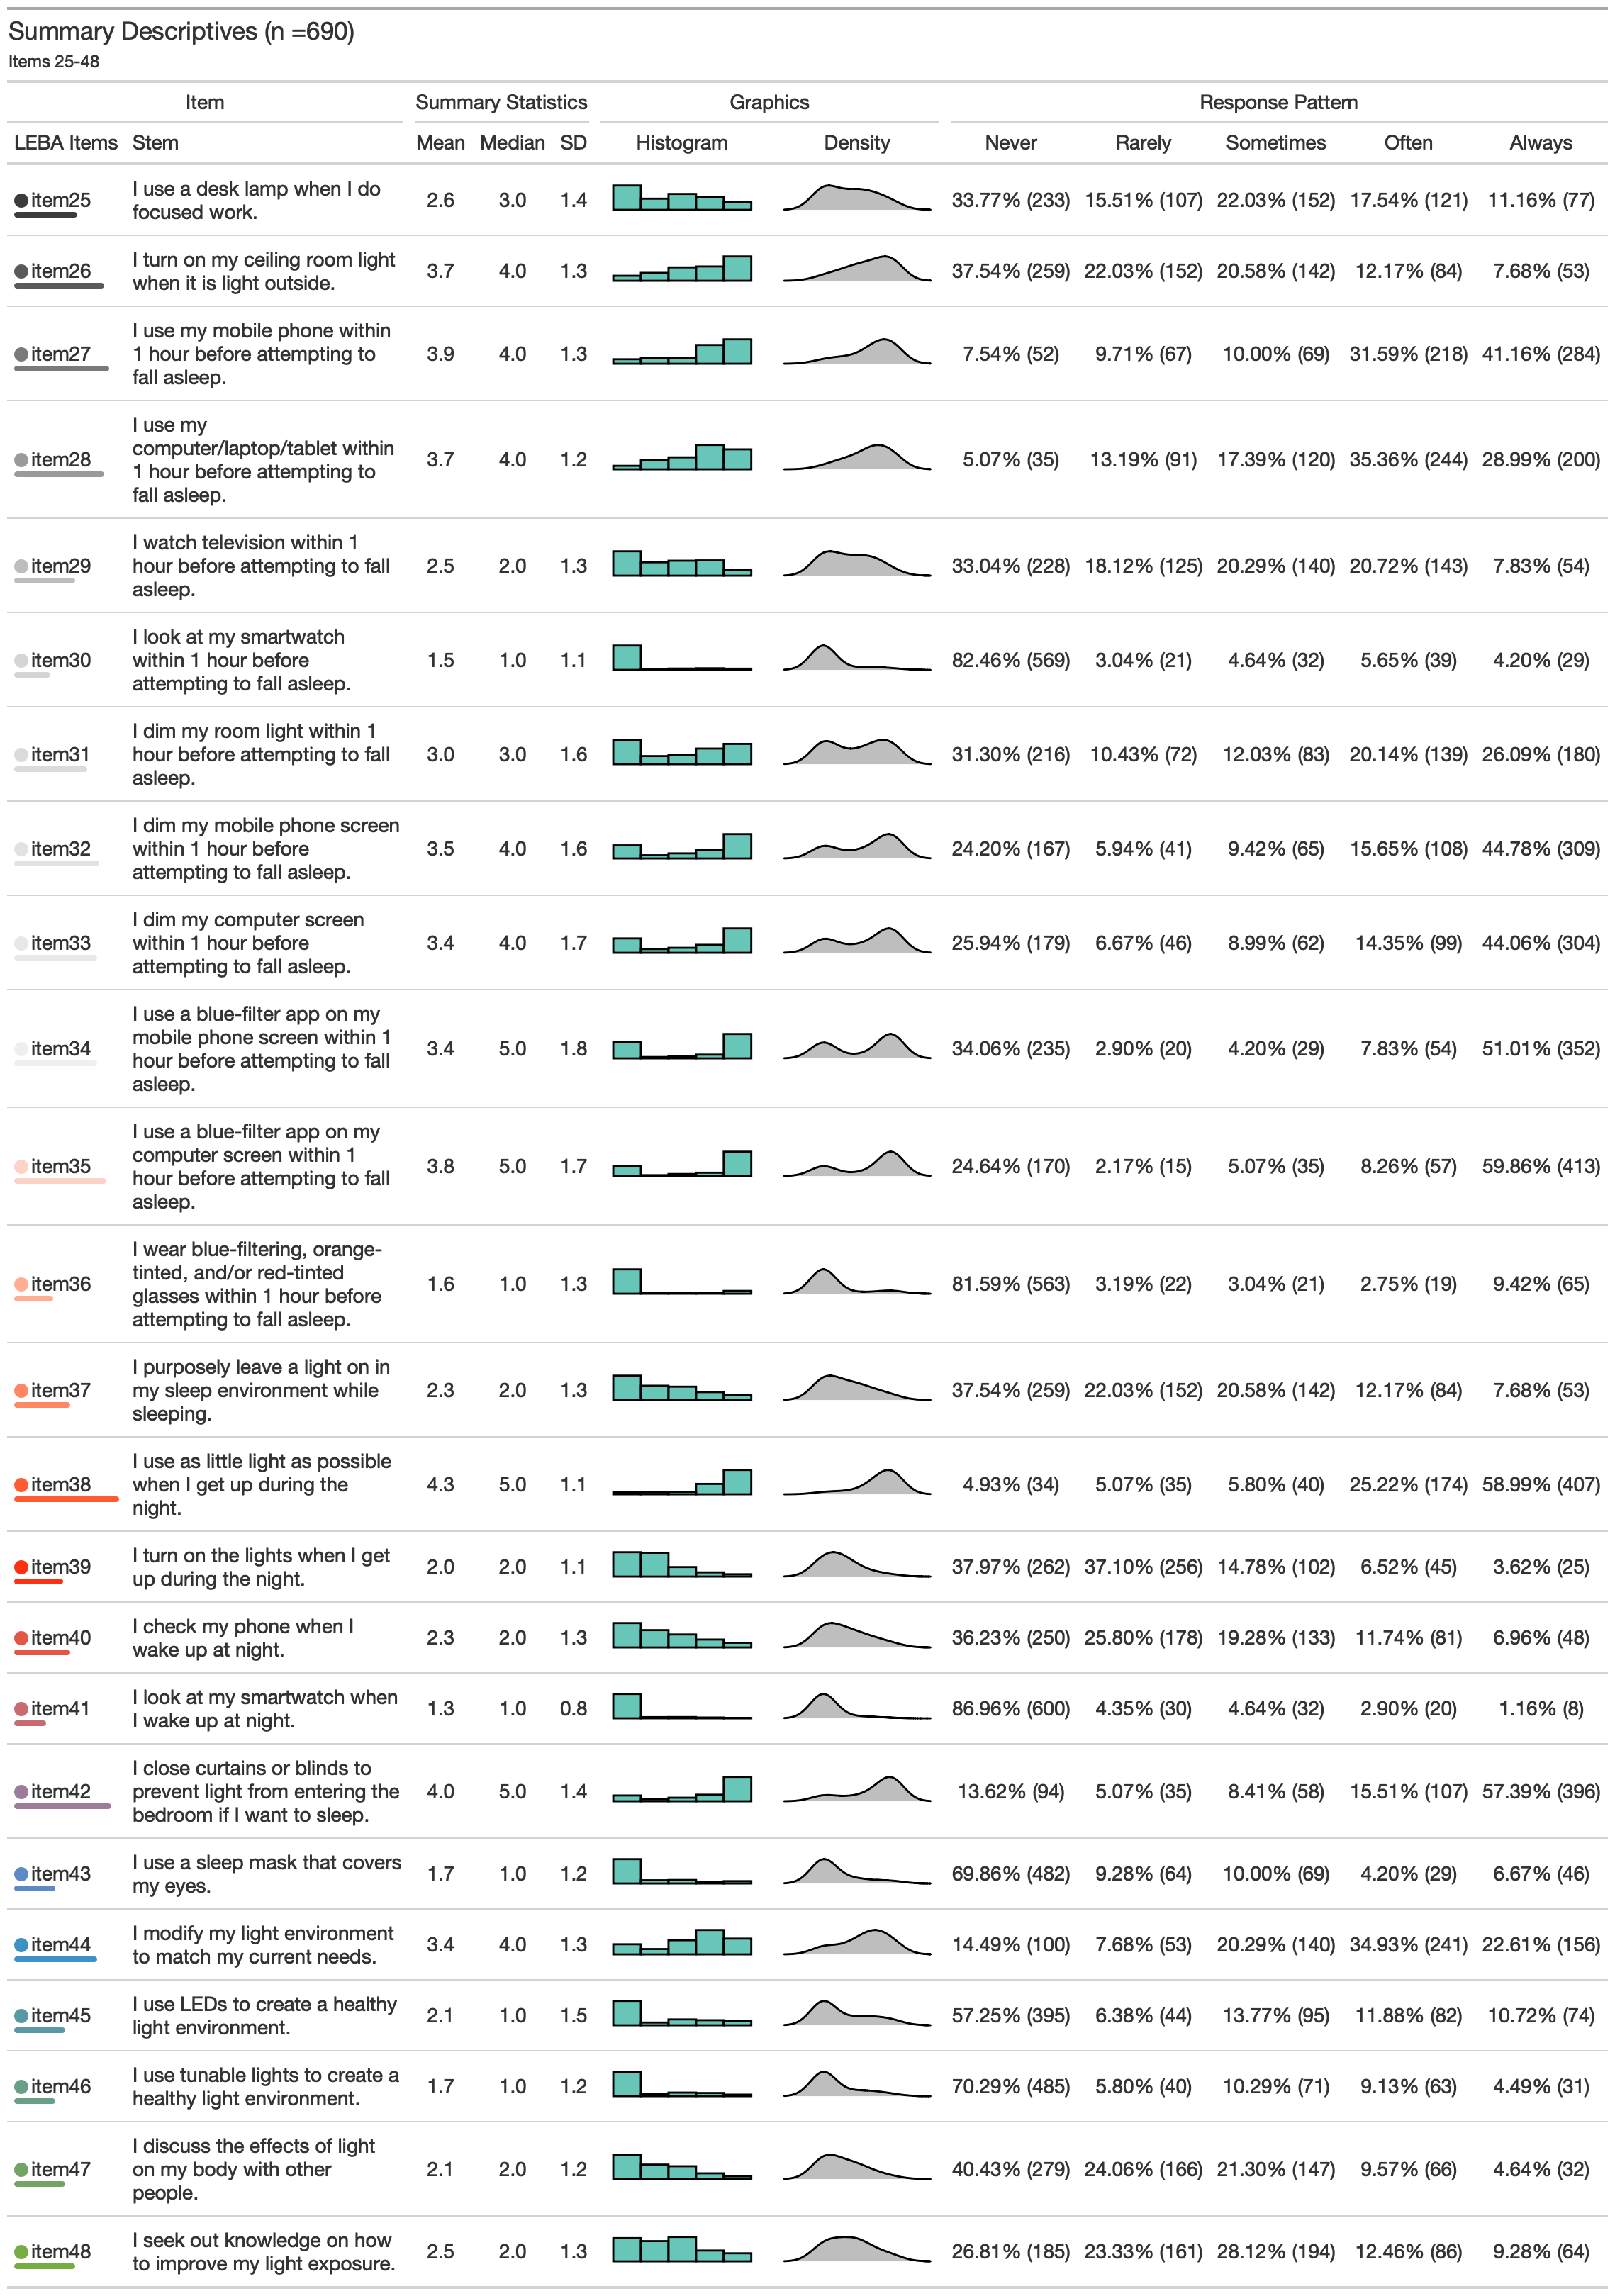 Summary Descriptives (n =690)
Items 25-48
Item Summary Statistics Graphics Response Pattern
LEBA Items Stem Mean Median SD Histogram Density Never Rarely Sometimes Often Always
item25 I use a desk lamp when I do focused work. 2.6 3.0 1.4 33.77% (233) 15.51% (107) 22.03% (152) 17.54% (121) 11.16% (77)
item26 I turn on my ceiling room light when it is light outside. 3.7 4.0 1.3 37.54% (259) 22.03% (152) 20.58% (142) 12.17% (84) 7.68% (53)
item27 I use my mobile phone within 1 hour before attempting to fall asleep. 3.9 4.0 1.3 7.54% (52) 9.71% (67) 10.00% (69) 31.59% (218) 41.16% (284)
item28 I use my computer/laptop/tablet within 1 hour before attempting to fall asleep. 3.7 4.0 1.2 5.07% (35) 13.19% (91) 17.39% (120) 35.36% (244) 28.99% (200)
item29 I watch television within 1 hour before attempting to fall asleep. 2.5 2.0 1.3 33.04% (228) 18.12% (125) 20.29% (140) 20.72% (143) 7.83% (54)
item30 I look at my smartwatch within 1 hour before attempting to fall asleep. 1.5 1.0 1.1 82.46% (569) 3.04% (21) 4.64% (32) 5.65% (39) 4.20% (29)
item31 I dim my room light within 1 hour before attempting to fall asleep. 3.0 3.0 1.6 31.30% (216) 10.43% (72) 12.03% (83) 20.14% (139) 26.09% (180)
item32 I dim my mobile phone screen within 1 hour before attempting to fall asleep. 3.5 4.0 1.6 24.20% (167) 5.94% (41) 9.42% (65) 15.65% (108) 44.78% (309)
item33 I dim my computer screen within 1 hour before attempting to fall asleep. 3.4 4.0 1.7 25.94% (179) 6.67% (46) 8.99% (62) 14.35% (99) 44.06% (304)
item34 I use a blue-filter app on my mobile phone screen within 1 hour before attempting to fall asleep. 3.4 5.0 1.8 34.06% (235) 2.90% (20) 4.20% (29) 7.83% (54) 51.01% (352)
item35 I use a blue-filter app on my computer screen within 1 hour before attempting to fall asleep. 3.8 5.0 1.7 24.64% (170) 2.17% (15) 5.07% (35) 8.26% (57) 59.86% (413)
item36 I wear blue-filtering, orange-tinted, and/or red-tinted glasses within 1 hour before attempting to fall asleep. 1.6 1.0 1.3 81.59% (563) 3.19% (22) 3.04% (21) 2.75% (19) 9.42% (65)
item37 I purposely leave a light on in my sleep environment while sleeping. 2.3 2.0 1.3 37.54% (259) 22.03% (152) 20.58% (142) 12.17% (84) 7.68% (53)
item38 I use as little light as possible when I get up during the night. 4.3 5.0 1.1 4.93% (34) 5.07% (35) 5.80% (40) 25.22% (174) 58.99% (407)
item39 I turn on the lights when I get up during the night. 2.0 2.0 1.1 37.97% (262) 37.10% (256) 14.78% (102) 6.52% (45) 3.62% (25)
item40 I check my phone when I wake up at night. 2.3 2.0 1.3 36.23% (250) 25.80% (178) 19.28% (133) 11.74% (81) 6.96% (48)
item41 I look at my smartwatch when I wake up at night. 1.3 1.0 0.8 86.96% (600) 4.35% (30) 4.64% (32) 2.90% (20) 1.16% (8)
item42 I close curtains or blinds to prevent light from entering the bedroom if I want to sleep. 4.0 5.0 1.4 13.62% (94) 5.07% (35) 8.41% (58) 15.51% (107) 57.39% (396)
item43 I use a sleep mask that covers my eyes. 1.7 1.0 1.2 69.86% (482) 9.28% (64) 10.00% (69) 4.20% (29) 6.67% (46)
item44 I modify my light environment to match my current needs. 3.4 4.0 1.3 14.49% (100) 7.68% (53) 20.29% (140) 34.93% (241) 22.61% (156)
item45 I use LEDs to create a healthy light environment. 2.1 1.0 1.5 57.25% (395) 6.38% (44) 13.77% (95) 11.88% (82) 10.72% (74)
item46 I use tunable lights to create a healthy light environment. 1.7 1.0 1.2 70.29% (485) 5.80% (40) 10.29% (71) 9.13% (63) 4.49% (31)
item47 I discuss the effects of light on my body with other people. 2.1 2.0 1.2 40.43% (279) 24.06% (166) 21.30% (147) 9.57% (66) 4.64% (32)
item48 I seek out knowledge on how to improve my light exposure. 2.5 2.0 1.3 26.81% (185) 23.33% (161) 28.12% (194) 12.46% (86) 9.28% (64)